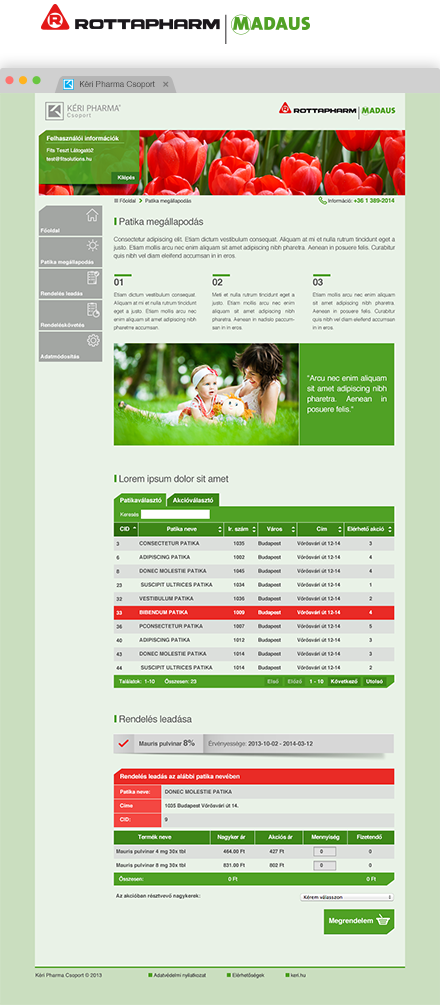 ROTTAPHARM MADAUS
Kéri Pharma Csoport
KÉRI PHARMA
Csoport
ROTTAPHARM MADAUS
Felhasználói információk
Fits Teszt Látogató2
test@fitsolutions.hu
Kilépés
Főoldal > Patika megállapodás
Információ: +36 1 389-2014
Főoldal
Patika megállapodás
Rendelés leadás
Rendeléskövetés
Adatmódosítás
Patika megállapodás
Consectetur adipiscing elit. Etiam dictum vestibulum consequat. Aliquam at mi et nulla rutrum tincidunt eget a
justo. Etiam mollis arcu nec enim aliquam sit amet adipiscing nibh pharetra. Aenean in posuere felis. Curabitur
quis nibh vel diam eleifend accumsan in in eros.
01
Etiam dictum vestibulum consequat.
Aliquam at mi et nulla rutrum tincidunt
eget a justo. Etiam mollis arcu nec
enim aliquam sit amet adipiscing nibh
pharetre accumsan.
02
Meti et nulla rutrum tincidunt eget a
justo. Etiam mollis arcu nec enim
aliquam sit amet adipiscing nibh
pharetra. Aenean in nadislo paccum-
san in in eros.
03
Etiam mollis arcu nec enim aliquam
sit amet adipiscing nibh pharetra.
Aenean in posuere felis. Curabitur
quis nibh vel diam eleifend accumsan
in in eros.
"Arcu nec enim aliquam
sit amet adipiscing nibh
pharetra. Aenean in
posuere felis."
Lorem ipsum dolor sit amet
Patikaválasztó Akcióválasztó
Keresés
CID Patika neve Ir. szám Város Cím Elérhető akció
3 CONSECTETUR PATIKA 1035 Budapest Vörösvári út 12-14 3
6 ADIPISCING PATIKA 1002 Budapest Vörösvári út 12-14 4
8 DONEC MOLESTIE PATIKA 1045 Budapest Vörösvári út 12-14 4
23 SUSCIPIT ULTRICES PATIKA 1034 Budapest Vörösvári út 12-14 1
32 VESTIBULUM PATIKA 1036 Budapest Vörösvári út 12-14 2
33 BIBENDUM PATIKA 1009 Budapest Vörösvári út 12-14 4
36 PCONSECTETUR PATIKA 1007 Budapest Vörösvári út 12-14 5
40 ADIPISCING PATIKA 1012 Budapest Vörösvári út 12-14 3
43 DONEC MOLESTIE PATIKA 1014 Budapest Vörösvári út 12-14 3
44 SUSCIPIT ULTRICES PATIKA 1014 Budapest Vörösvári út 12-14 2
Találatok: 1-10 Összesen: 23 Első Előző 1 - 10 Következő Utolsó
Rendelés leadása
Mauris pulvinar 8% Érvényessége: 2013-10-02 - 2014-03-12
Rendelés leadás az alábbi patika nevében
Patika neve: DONEC MOLESTIE PATIKA
Címe 1035 Budapest Vörösvári út 14.
CID: 9
Termék neve Nagyker ár Akciós ár Mennyiség Fizetendő
Mauris pulvinar 4 mg 30x tbl 464.00 Ft 427 Ft 0 0
Mauris pulvinar 8 mg 30x tbl 831.00 Ft 802 Ft 0 0
Összesen: 0 Ft 0 Ft
Az akcióban résztvevő nagykerek: Kérem válasszon
Megrendelem
Kéri Pharma Csoport © 2013 Adatvédelmi nyilatkozat Elérhetőségek keri.hu